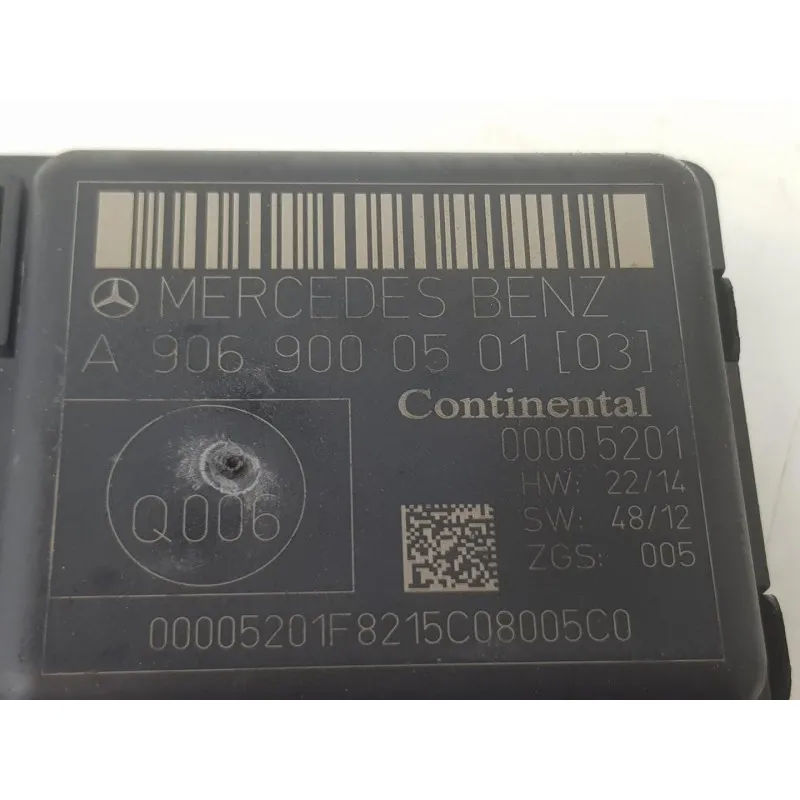 MERCEDES BENZ
A 906 900 05 01 [03]
Continental
00005201
HW: 22/14
SW: 48/12
ZGS: 005
Q006
00005201F8215C08005C0